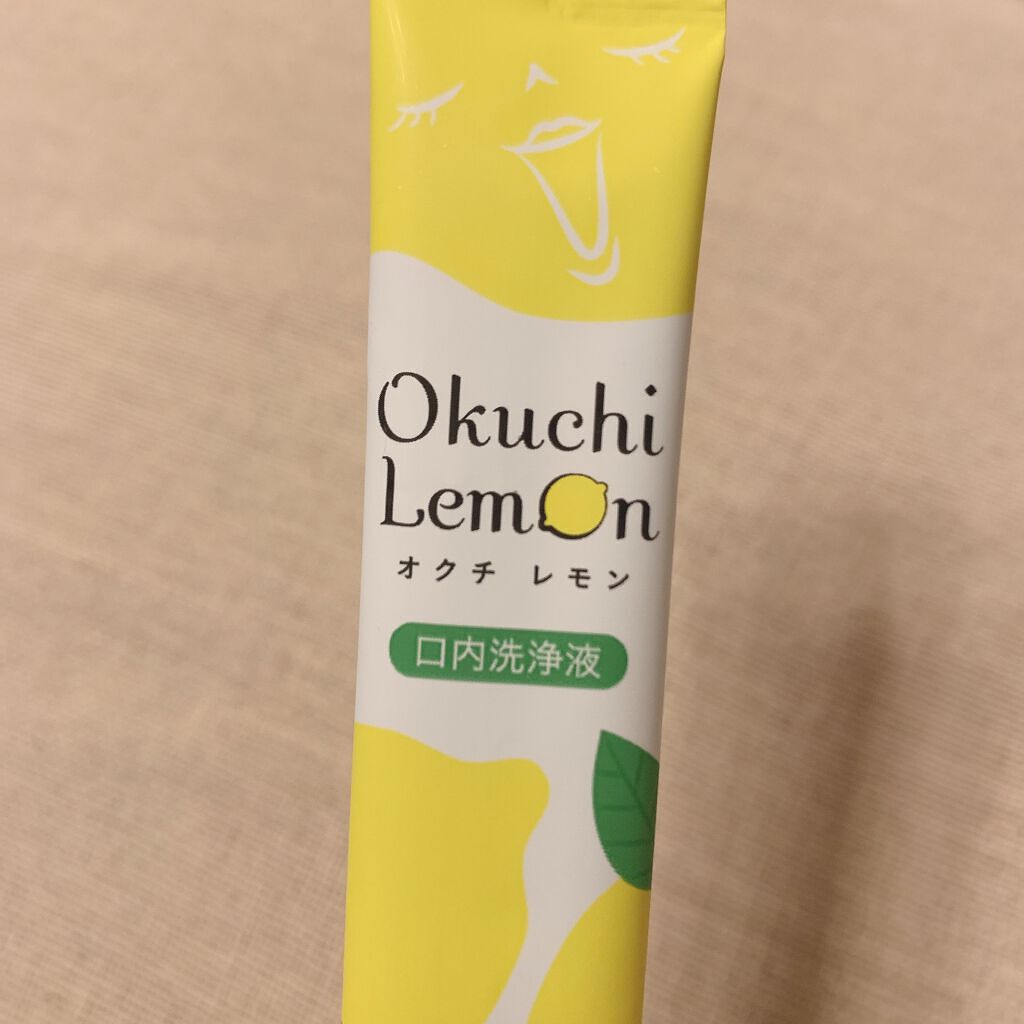 Okuchi
Lemon
オクチ レモン
口内洗浄液